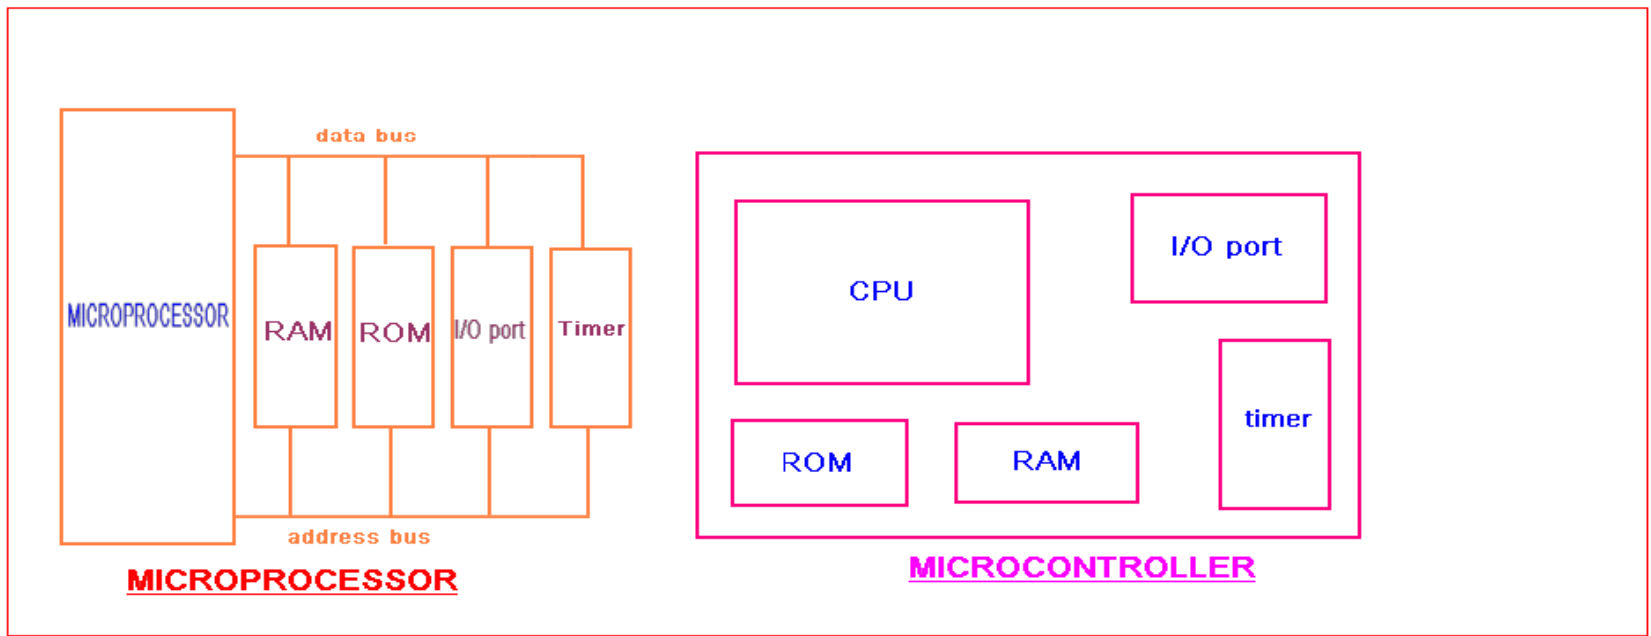 data bus
MICROPROCESSOR
RAM
ROM
I/O port
Timer
address bus
MICROPROCESSOR
CPU
I/O port
timer
ROM
RAM
MICROCONTROLLER